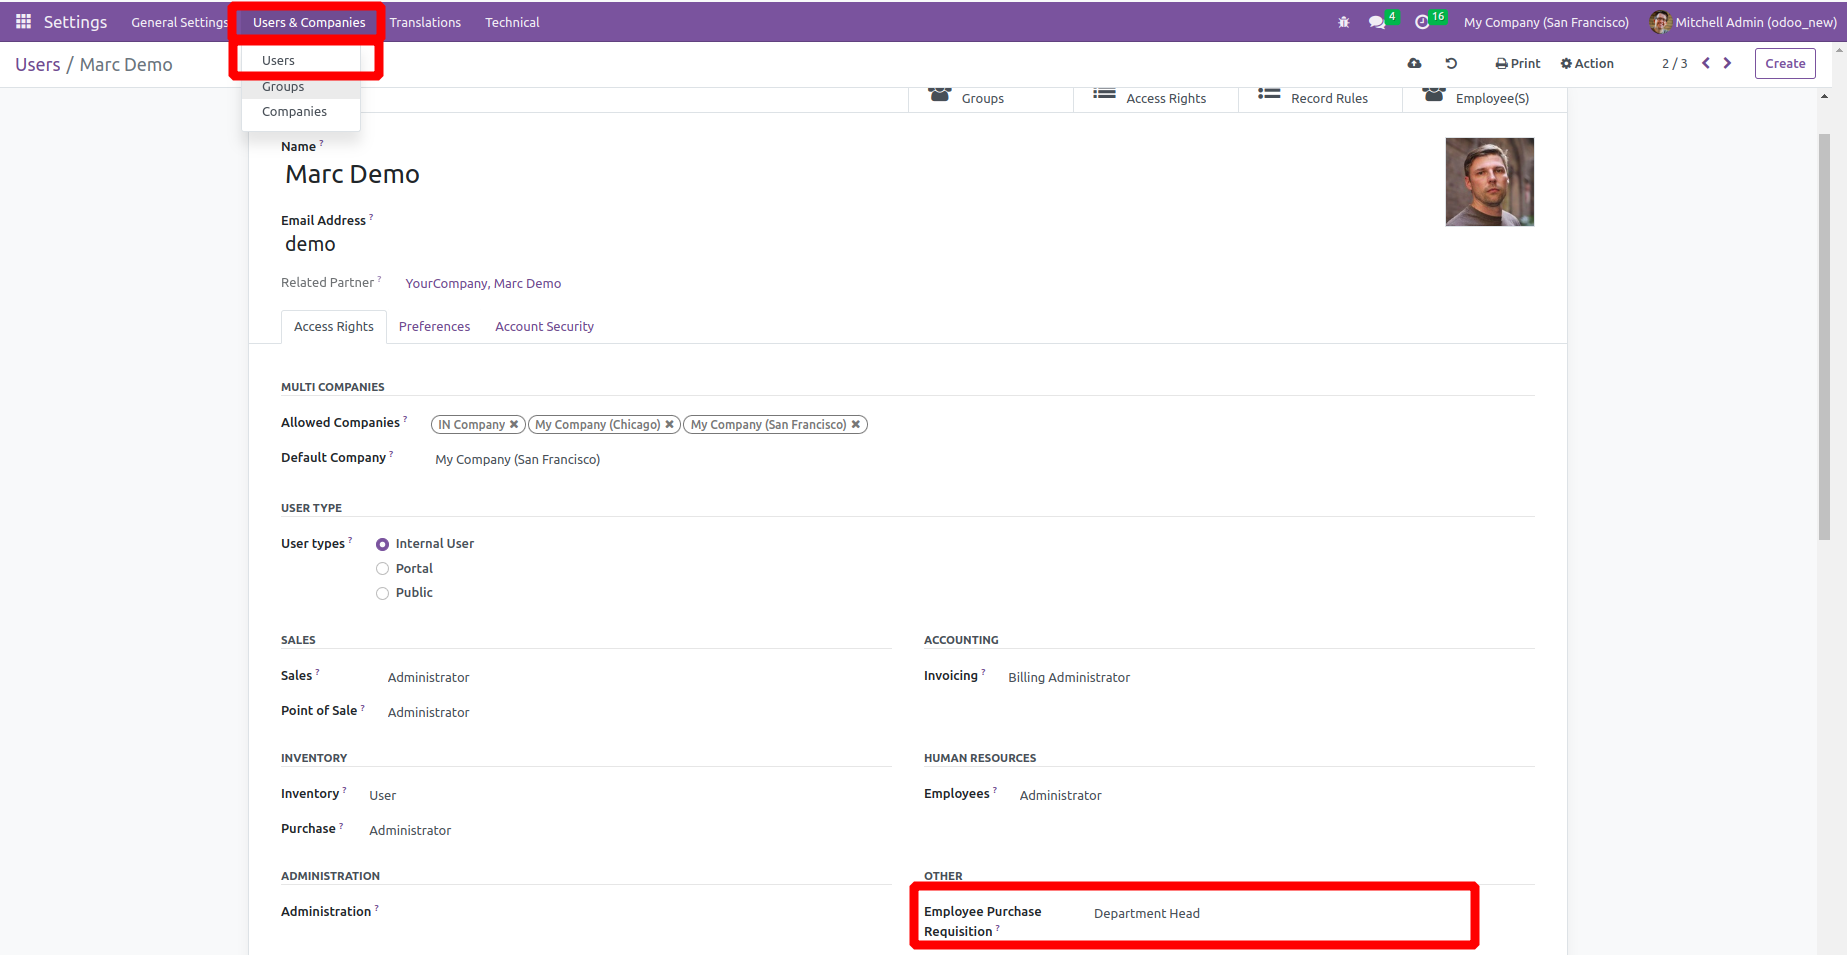 Settings General Settings Users & Companies Translations Technical 4 16 My Company (San Francisco) Mitchell Admin (odoo_new)
Users / Marc Demo Print Action 2 / 3 Create
Users
Groups
Companies
Groups Access Rights Record Rules Employee(S)
Name ?
Marc Demo
Email Address ?
demo
Related Partner ? YourCompany, Marc Demo
Access Rights Preferences Account Security
MULTI COMPANIES
Allowed Companies ? IN Company ✖ My Company (Chicago) ✖ My Company (San Francisco) ✖
Default Company ? My Company (San Francisco)
USER TYPE
User types ? Internal User
Portal
Public
SALES
Sales ? Administrator
Point of Sale ? Administrator
ACCOUNTING
Invoicing ? Billing Administrator
INVENTORY
Inventory ? User
Purchase ? Administrator
HUMAN RESOURCES
Employees ? Administrator
ADMINISTRATION
Administration ?
OTHER
Employee Purchase Department Head
Requisition ?